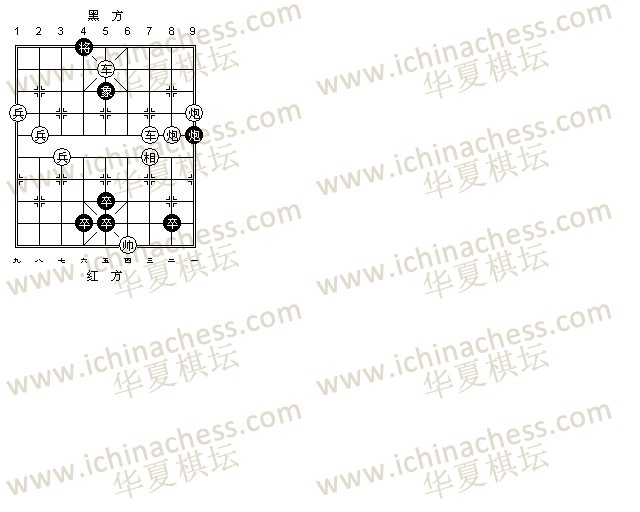 黑 方
1 2 3 4 5 6 7 8 9
将
车
象
兵 炮
兵 车 炮 炮
兵 相
卒
卒 卒 卒
帅
九 八 七 六 五 四 三 二 一
红 方
www.ichinachess.com
华夏棋坛
www.ichinachess.com
华夏棋坛
www.ichinachess.com
华夏棋坛
www.ichinachess.com
华夏棋坛
www.ichinachess.com
华夏棋坛
www.ichinachess.com
华夏棋坛
www.ichinachess.com
华夏棋坛
www.ichinachess.com
华夏棋坛